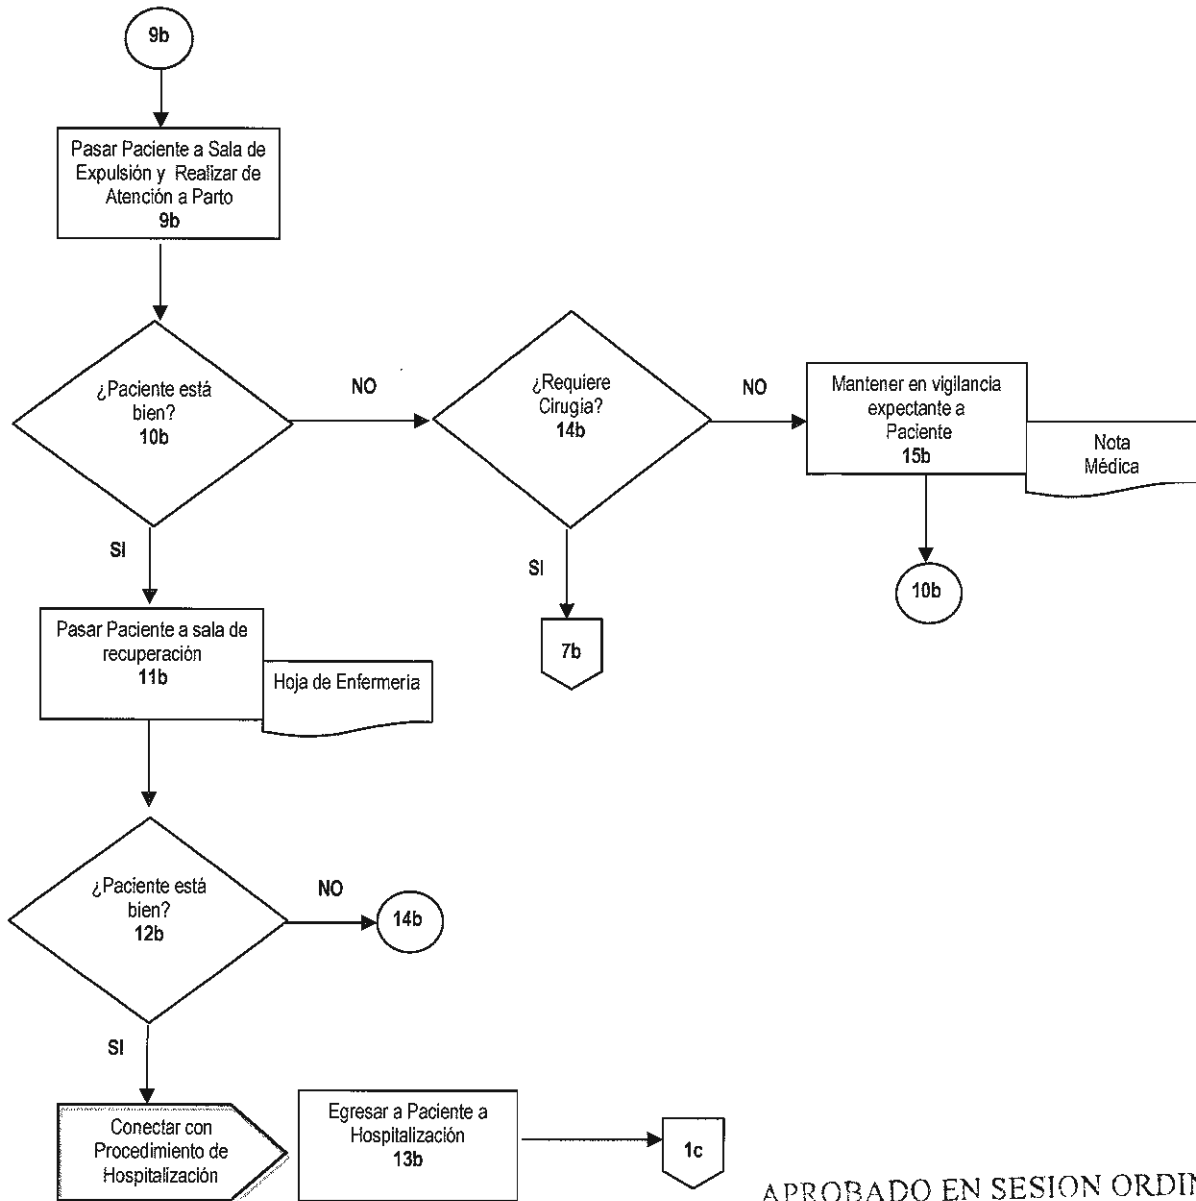 9b
Pasar Paciente a Sala de
Expulsión y Realizar de
Atención a Parto
9b
¿Paciente está
bien?
10b
NO
¿Requiere
Cirugia?
14b
NO
Mantener en vigilancia
expectante a
Paciente
15b
Nota
Médica
SI
SI
10b
Pasar Paciente a sala de
recuperación
11b
Hoja de Enfermería
7b
¿Paciente está
bien?
12b
NO
14b
SI
Conectar con
Procedimiento de
Hospitalización
Egresar a Paciente a
Hospitalización
13b
1c
APROBADO EN SESION ORDI